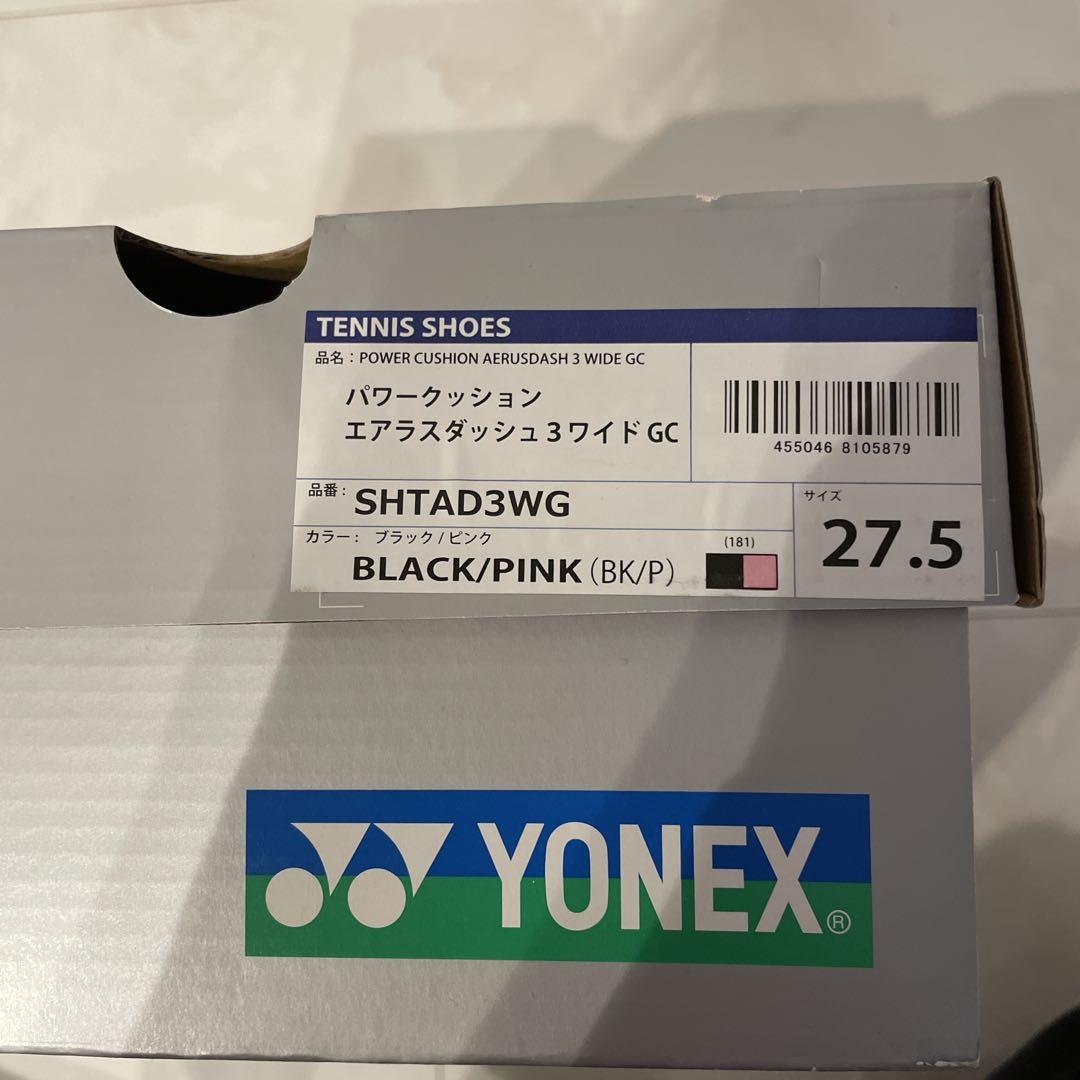 TENNIS SHOES
品名：POWER CUSHION AERUSDASH 3 WIDE GC
パワークッション
エアラスダッシュ３ワイド GC
455046 8105879
品番： SHTAD3WG
サイズ
27.5
カラー： ブラック / ピンク
BLACK/PINK（BK/P）
(181)
YONEX®